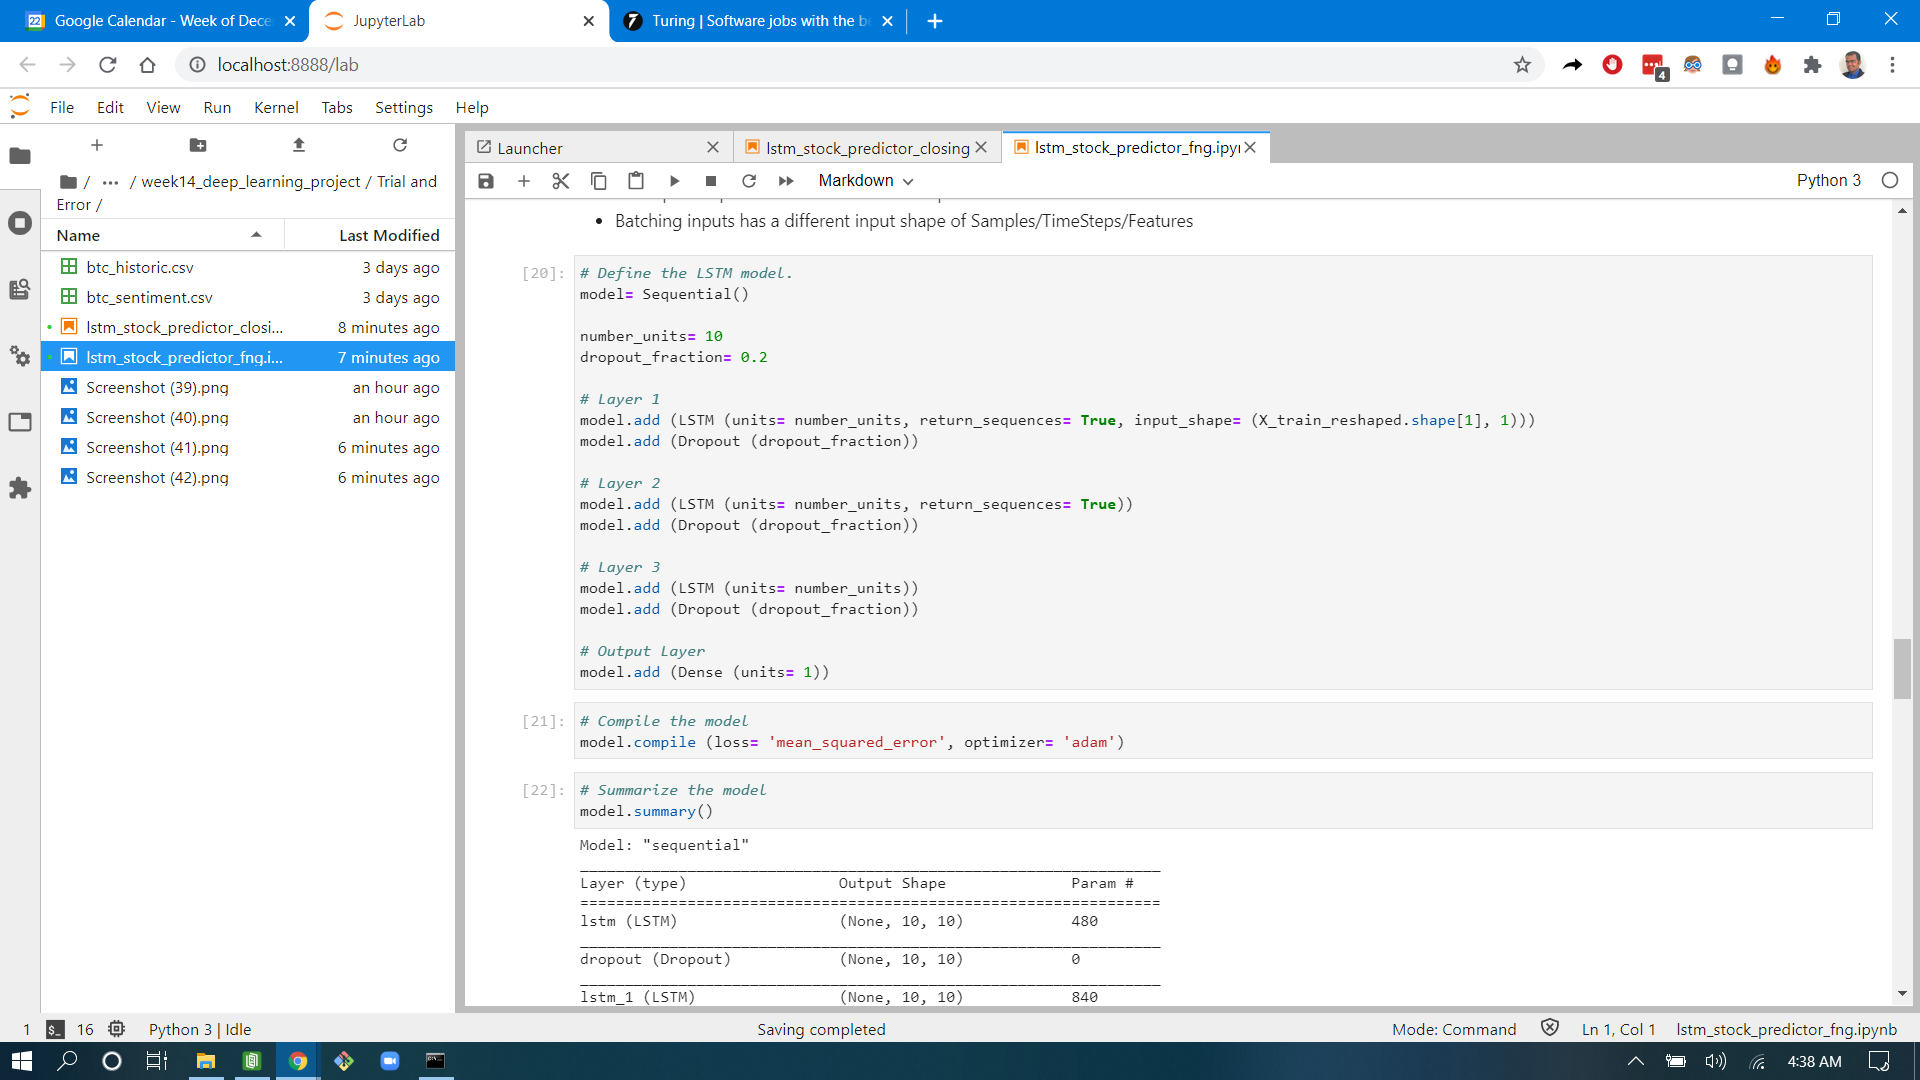 Google Calendar - Week of Dece
JupyterLab
Turing | Software jobs with the be
localhost:8888/lab
4
File Edit View Run Kernel Tabs Settings Help
/ ··· / week14_deep_learning_project / Trial and
Error /
Name Last Modified
btc_historic.csv 3 days ago
btc_sentiment.csv 3 days ago
lstm_stock_predictor_closi... 8 minutes ago
lstm_stock_predictor_fng.i... 7 minutes ago
Screenshot (39).png an hour ago
Screenshot (40).png an hour ago
Screenshot (41).png 6 minutes ago
Screenshot (42).png 6 minutes ago
Launcher
lstm_stock_predictor_closing
lstm_stock_predictor_fng.ipyn
Markdown
Python 3
• Batching inputs has a different input shape of Samples/TimeSteps/Features
[20]: # Define the LSTM model.
model= Sequential()
number_units= 10
dropout_fraction= 0.2
# Layer 1
model.add (LSTM (units= number_units, return_sequences= True, input_shape= (X_train_reshaped.shape[1], 1)))
model.add (Dropout (dropout_fraction))
# Layer 2
model.add (LSTM (units= number_units, return_sequences= True))
model.add (Dropout (dropout_fraction))
# Layer 3
model.add (LSTM (units= number_units))
model.add (Dropout (dropout_fraction))
# Output Layer
model.add (Dense (units= 1))
[21]: # Compile the model
model.compile (loss= 'mean_squared_error', optimizer= 'adam')
[22]: # Summarize the model
model.summary()
Model: "sequential"
_________________________________________________________________
Layer (type) Output Shape Param #
=================================================================
lstm (LSTM) (None, 10, 10) 480
_________________________________________________________________
dropout (Dropout) (None, 10, 10) 0
_________________________________________________________________
lstm_1 (LSTM) (None, 10, 10) 840
1 $_ 16 Python 3 | Idle Saving completed Mode: Command Ln 1, Col 1 lstm_stock_predictor_fng.ipynb
4:38 AM